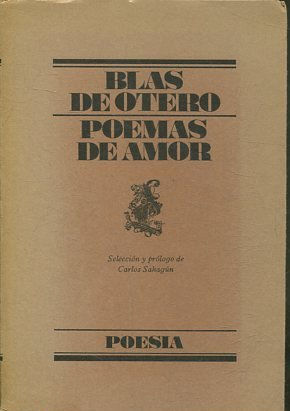 BLAS
DE OTERO
POEMAS
DE AMOR
Selección y prólogo de
Carlos Sahagún
POESIA